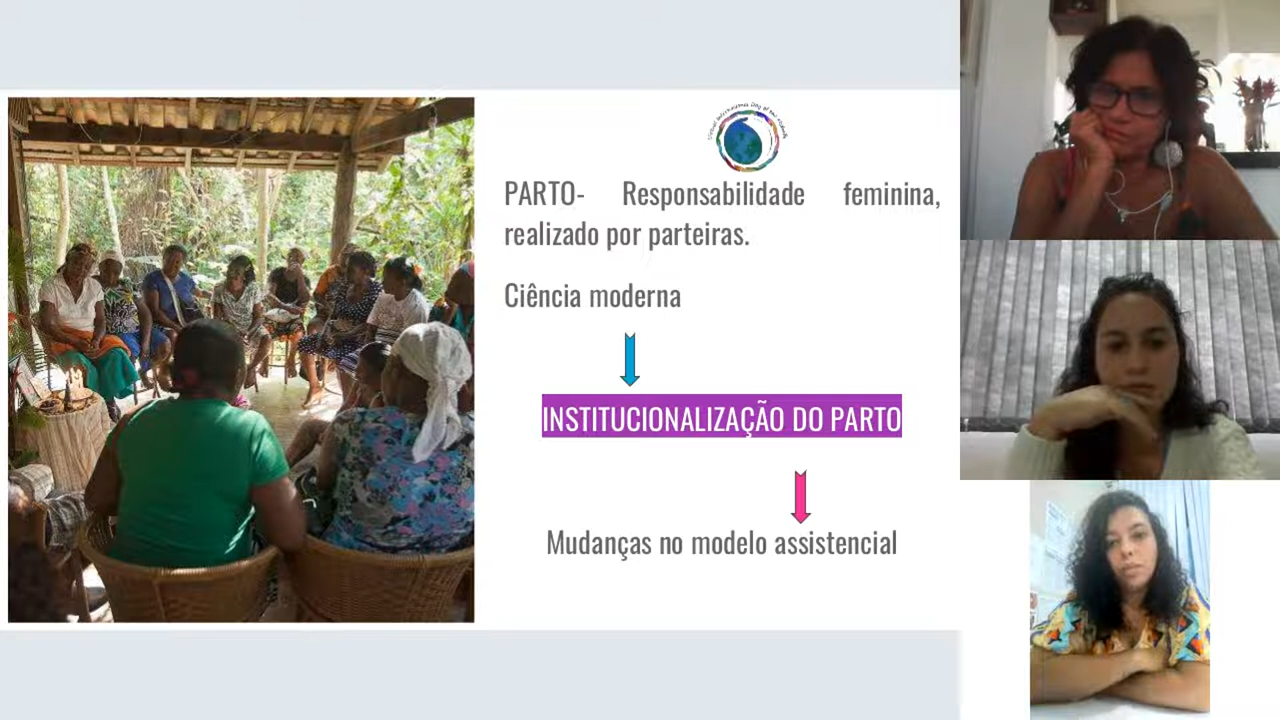 PARTO- Responsabilidade feminina,
realizado por parteiras.
Ciência moderna
INSTITUCIONALIZAÇÃO DO PARTO
Mudanças no modelo assistencial